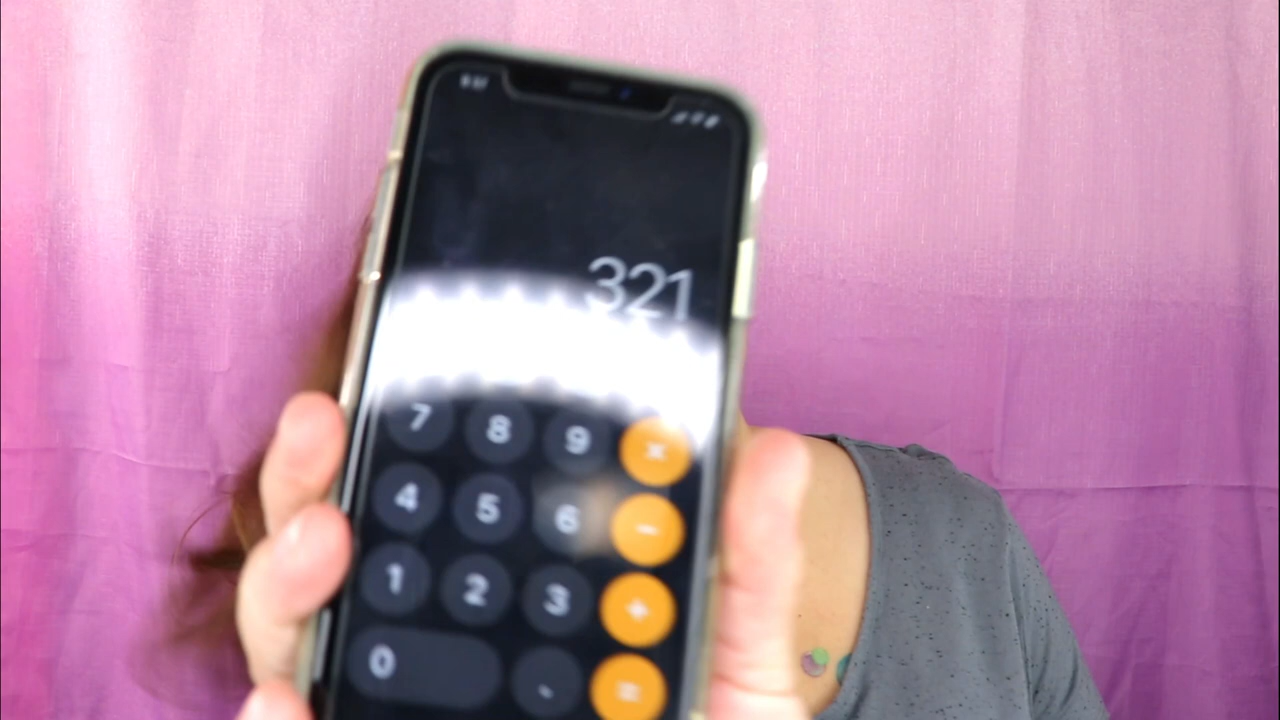 321
7 8 9 ×
4 5 6 −
1 2 3 +
0 . =